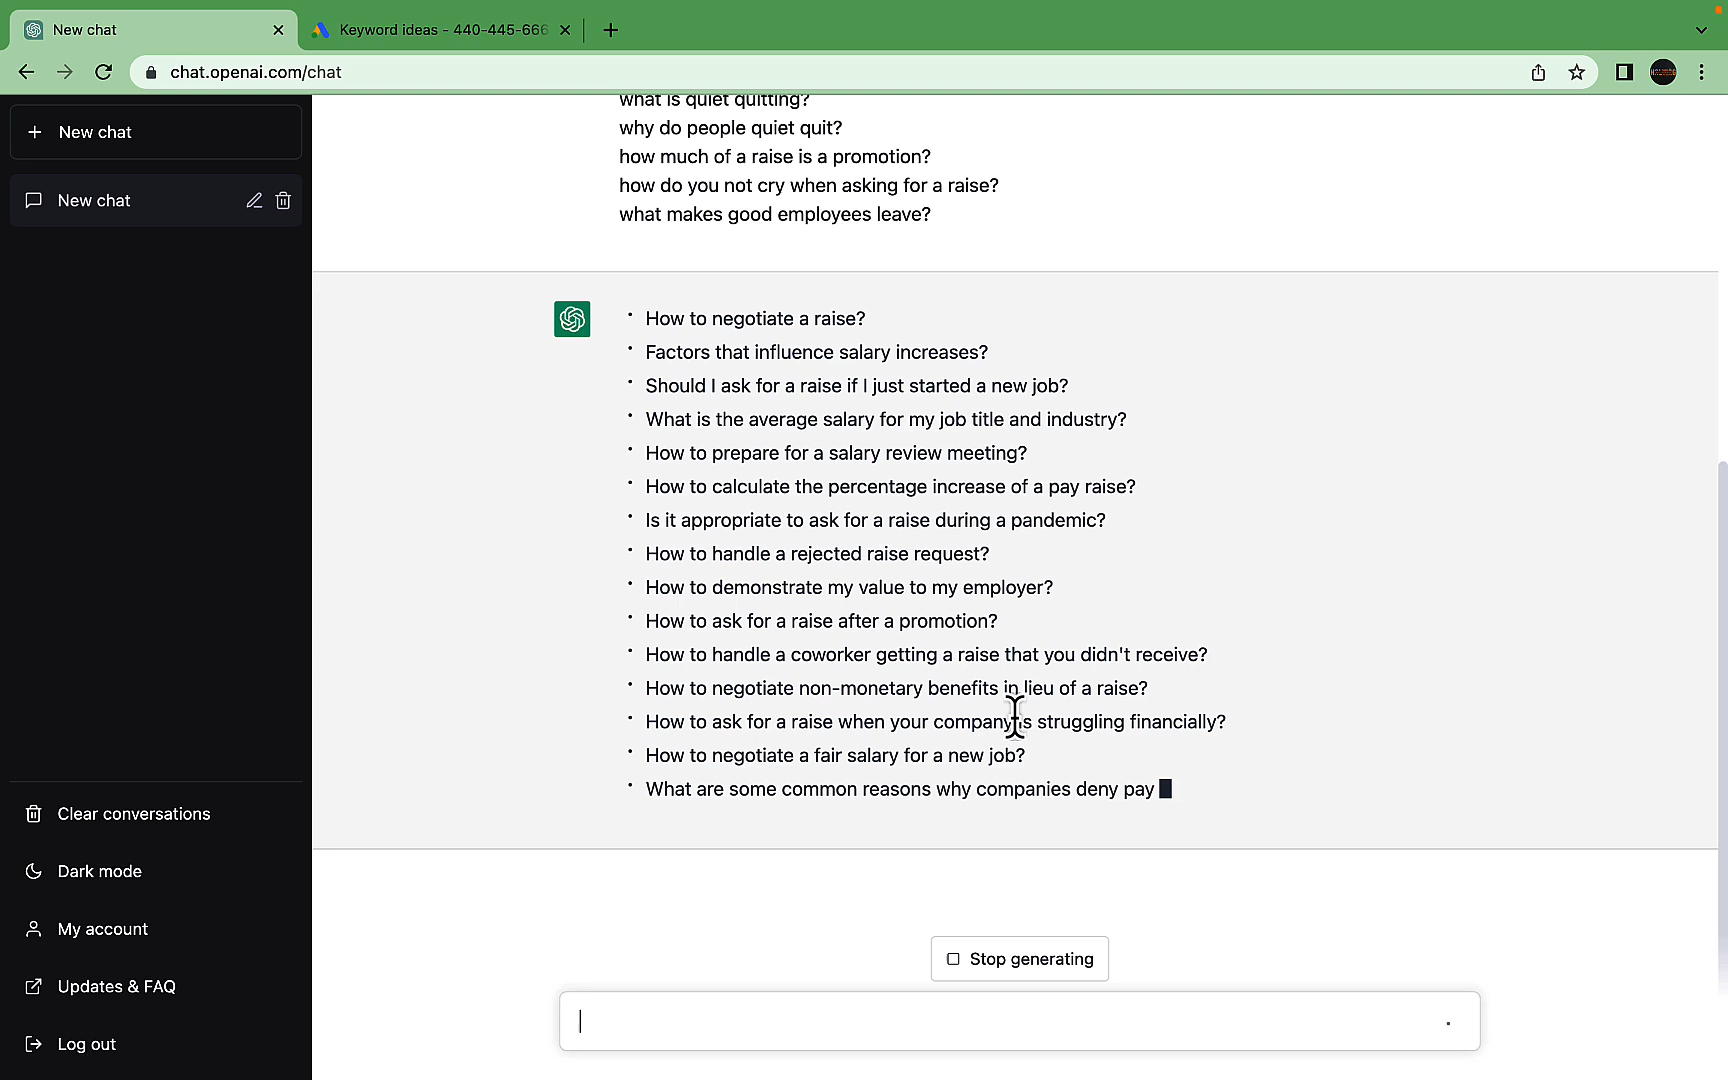 New chat
Keyword ideas - 440-445-666
chat.openai.com/chat
New chat
New chat
Clear conversations
Dark mode
My account
Updates & FAQ
Log out
what is quiet quitting?
why do people quiet quit?
how much of a raise is a promotion?
how do you not cry when asking for a raise?
what makes good employees leave?
· How to negotiate a raise?
· Factors that influence salary increases?
· Should I ask for a raise if I just started a new job?
· What is the average salary for my job title and industry?
· How to prepare for a salary review meeting?
· How to calculate the percentage increase of a pay raise?
· Is it appropriate to ask for a raise during a pandemic?
· How to handle a rejected raise request?
· How to demonstrate my value to my employer?
· How to ask for a raise after a promotion?
· How to handle a coworker getting a raise that you didn't receive?
· How to negotiate non-monetary benefits in lieu of a raise?
· How to ask for a raise when your company is struggling financially?
· How to negotiate a fair salary for a new job?
· What are some common reasons why companies deny pay
Stop generating